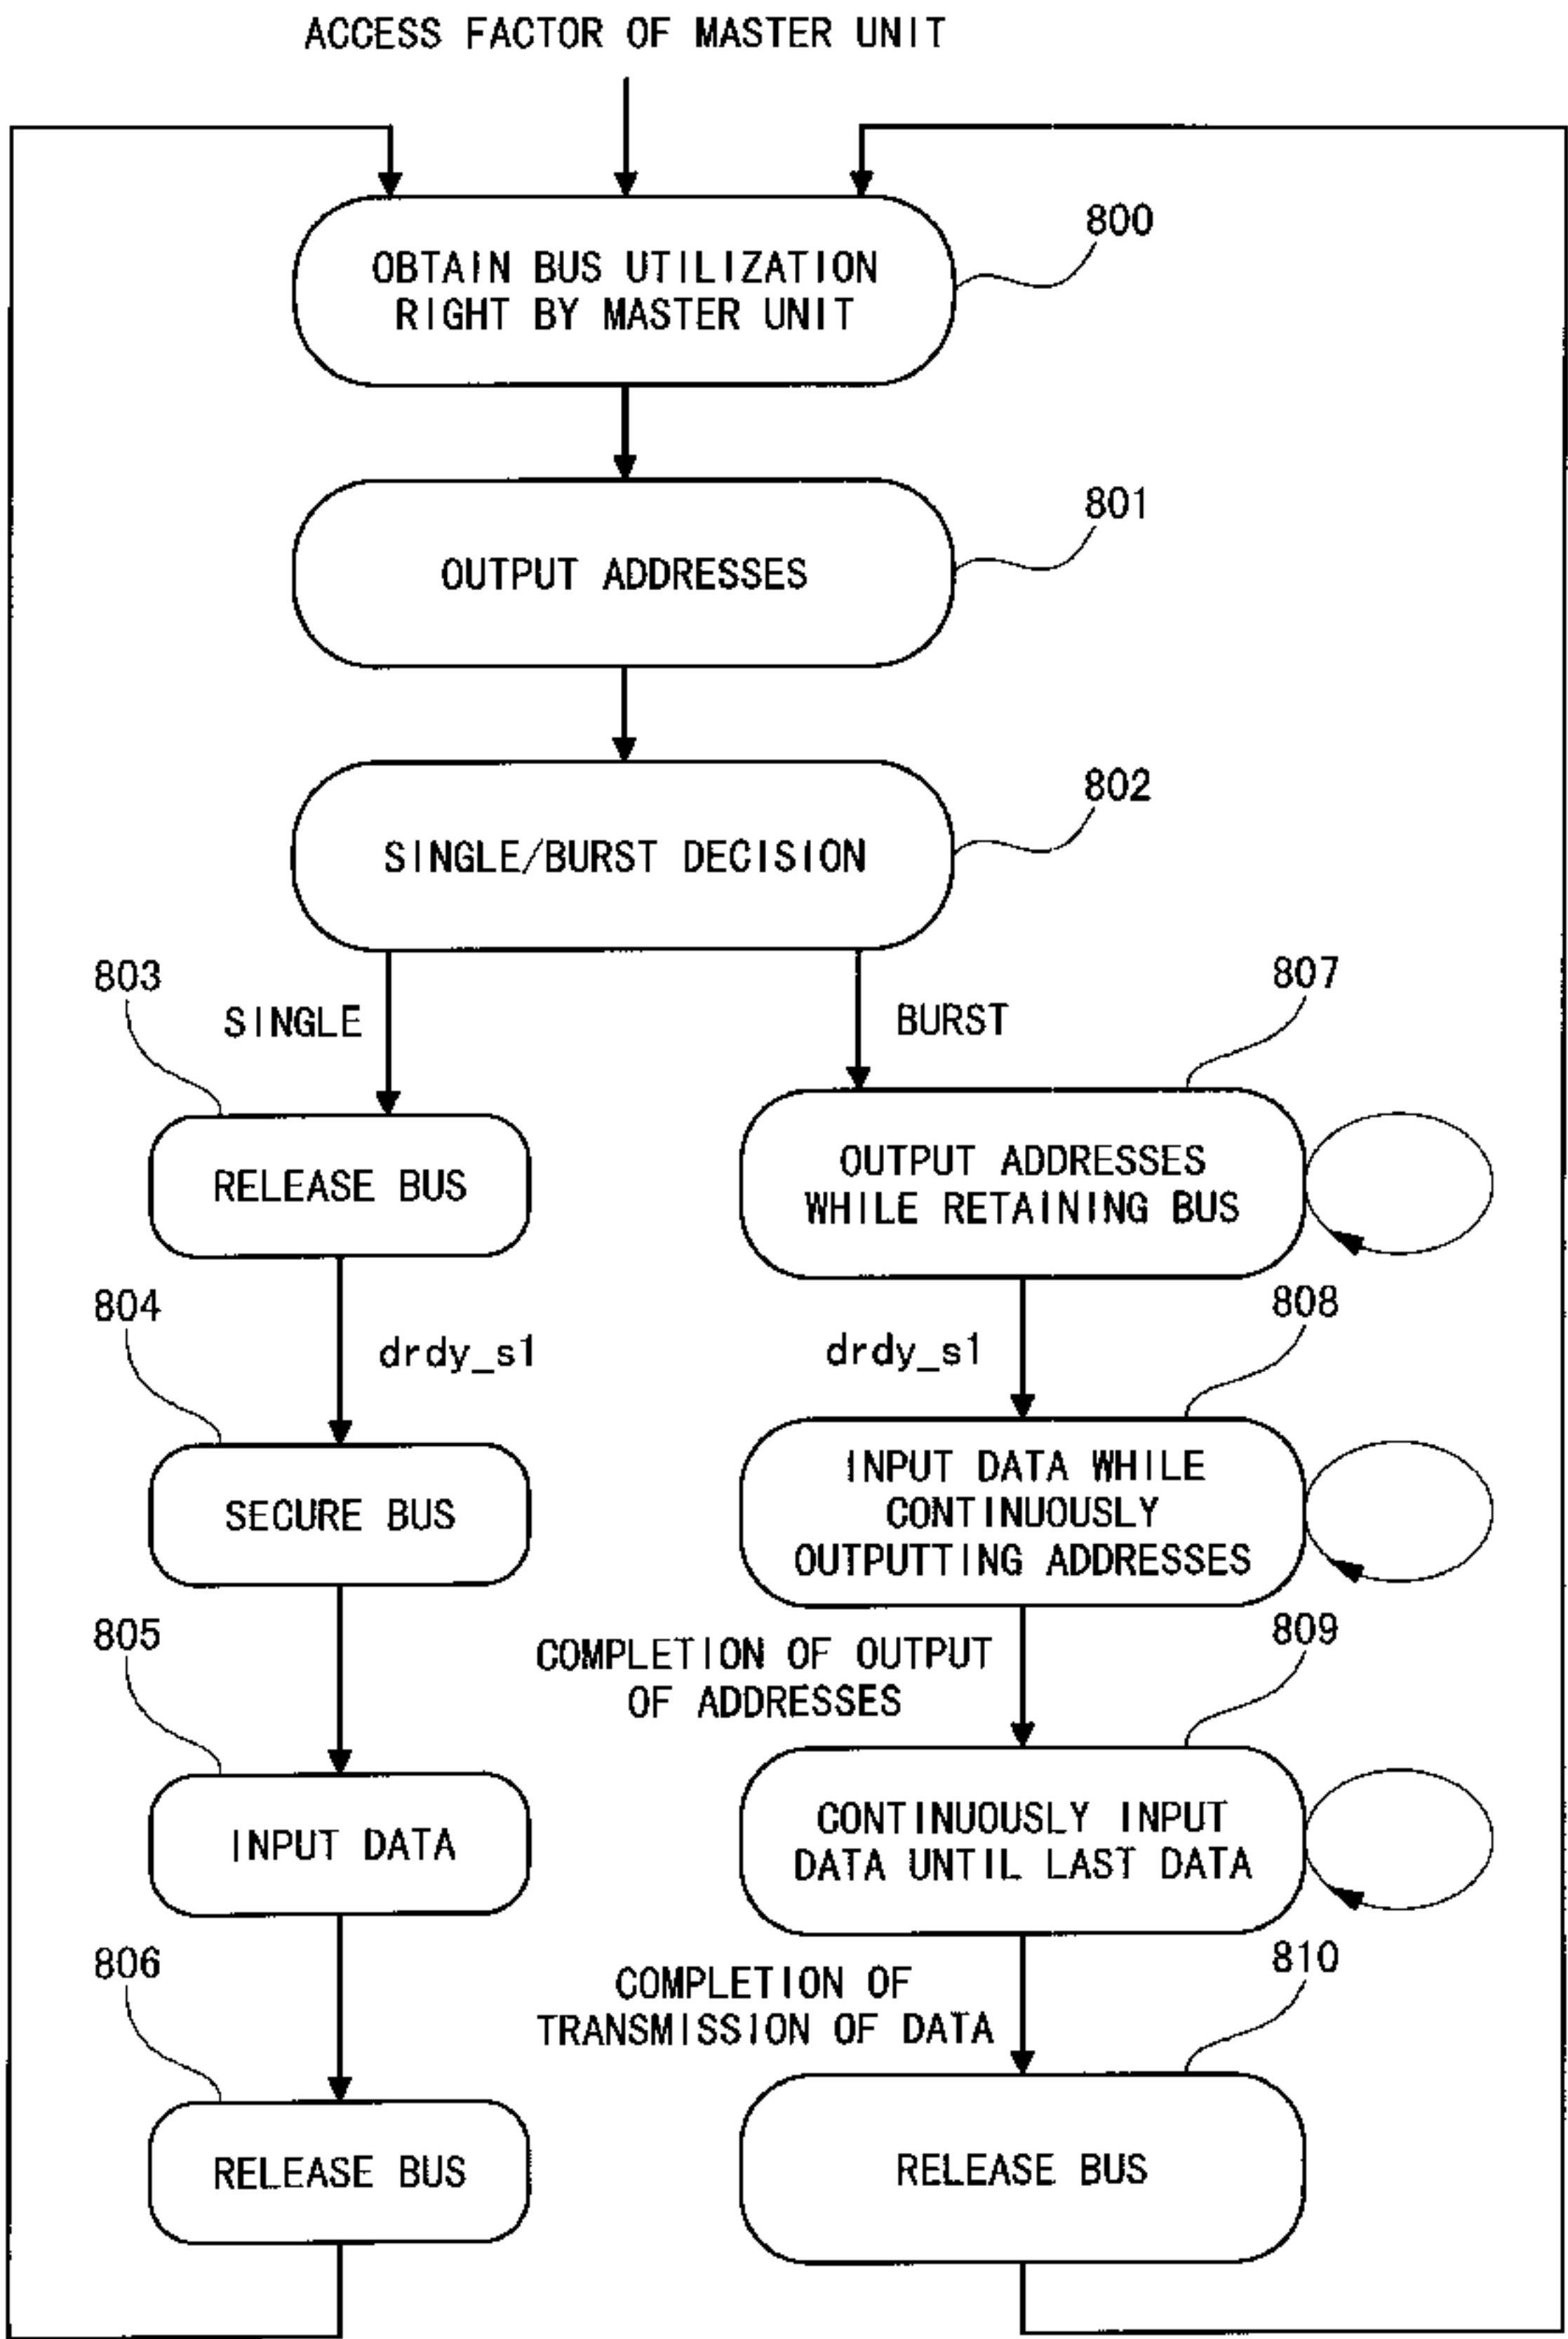 ACCESS FACTOR OF MASTER UNIT
800
OBTAIN BUS UTILIZATION
RIGHT BY MASTER UNIT
801
OUTPUT ADDRESSES
802
SINGLE/BURST DECISION
803
SINGLE
RELEASE BUS
804
drdy_s1
SECURE BUS
805
INPUT DATA
806
RELEASE BUS
807
BURST
OUTPUT ADDRESSES
WHILE RETAINING BUS
808
drdy_s1
INPUT DATA WHILE
CONTINUOUSLY
OUTPUTTING ADDRESSES
809
COMPLETION OF OUTPUT
OF ADDRESSES
CONTINUOUSLY INPUT
DATA UNTIL LAST DATA
810
COMPLETION OF
TRANSMISSION OF DATA
RELEASE BUS